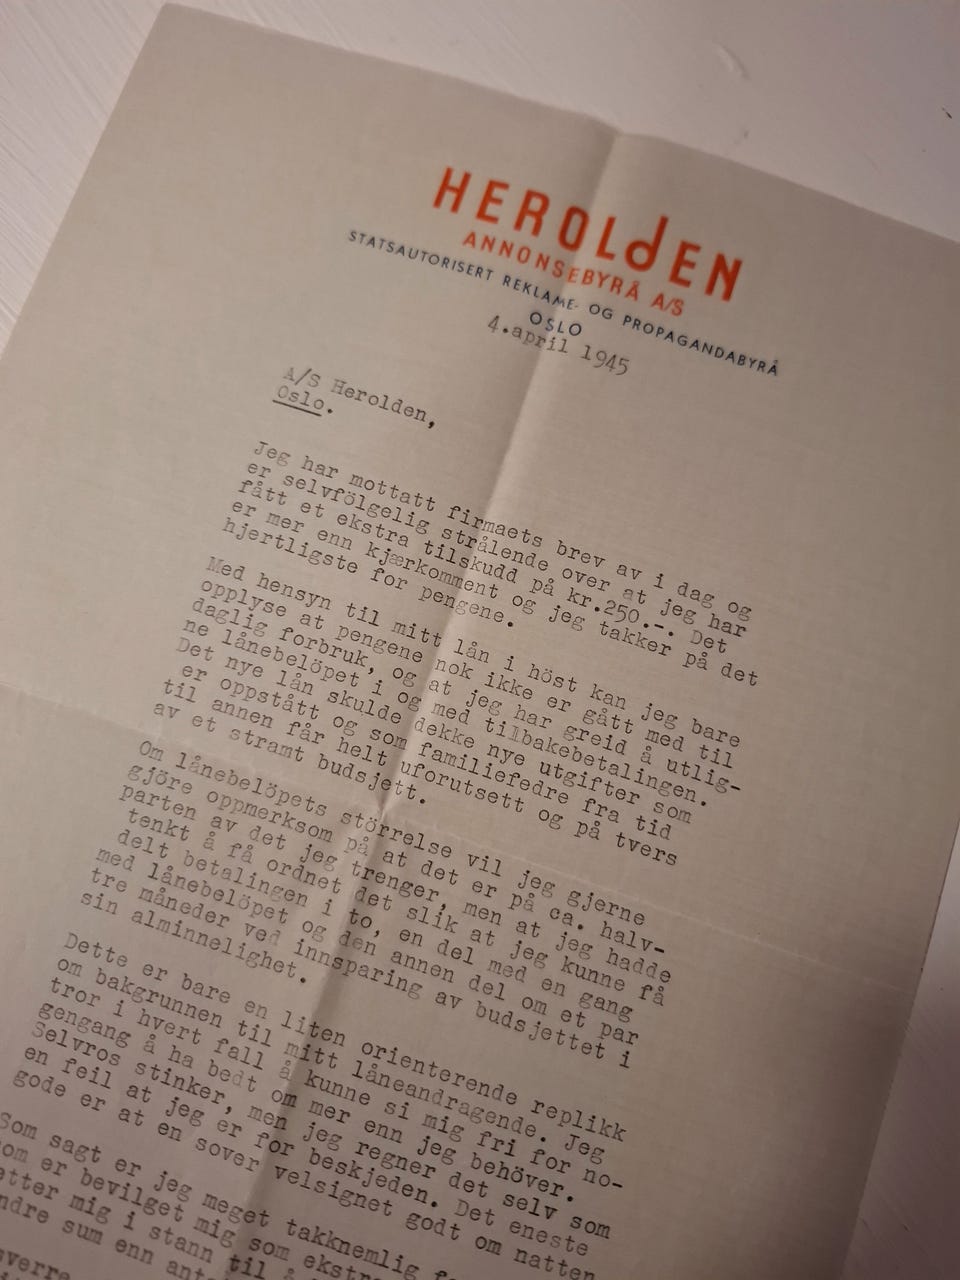 HEROLdEN
ANNONSEBYRÅ A/S
STATSAUTORISERT REKLAME- OG PROPAGANDABYRÅ
OSLO
4.april 1945
A/S Herolden,
Oslo.
Jeg har mottatt firmaets brev av i dag og
er selvfölgelig strålende over at jeg har
fått et ekstra tilskudd på kr.250.-. Det
er mer enn kjærkomment og jeg takker på det
hjertligste for pengene.
Med hensyn til mitt lån i höst kan jeg bare
opplyse at pengene nok ikke er gått med til
daglig forbruk, og at jeg har greid å utlig-
ne lånebelöpet i og med tilbakebetalingen.
Det nye lån skulde dekke nye utgifter som
er oppstått og som familiefedre fra tid
til annen får helt uforutsett og på tvers
av et stramt budsjett.
Om lånebelöpets störrelse vil jeg gjerne
gjöre oppmerksom på at det er på ca. halv-
parten av det jeg trenger, men at jeg hadde
tenkt å få ordnet det slik at jeg kunne få
delt betalingen i to, en del med en gang
med lånebelöpet og den annen del om et par
tre måneder ved innsparing av budsjettet i
sin alminnelighet.
Dette er bare en liten orienterende replikk
om bakgrunnen til mitt låneandragende. Jeg
tror i hvert fall å kunne si mig fri for no-
gengang å ha bedt om mer enn jeg behöver.
Selvros stinker, men jeg regner det selv som
en feil at jeg er for beskjeden. Det eneste
gode er at en sover velsignet godt om natten
Som sagt er jeg meget takknemlig
som er bevilget mig som
mig i stann til
sum enn